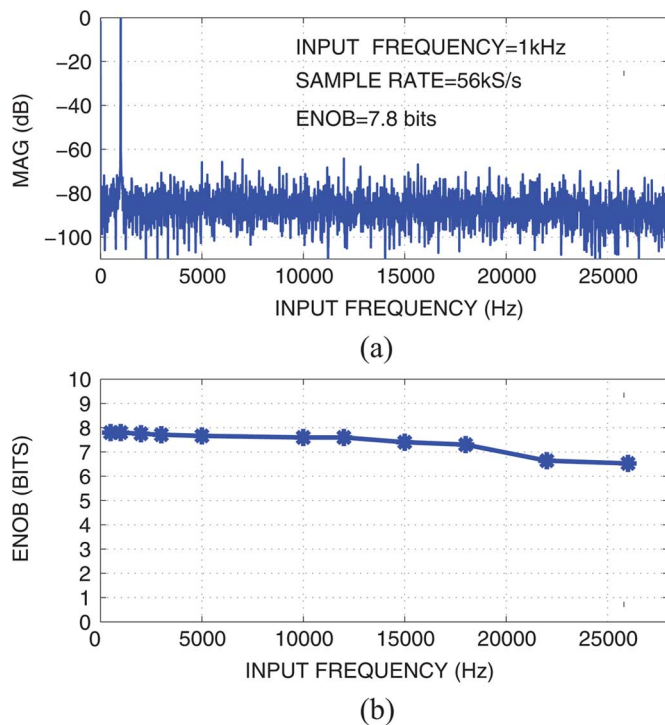 0
−20
−40
−60
−80
−100
MAG (dB)
INPUT FREQUENCY=1kHz
SAMPLE RATE=56kS/s
ENOB=7.8 bits
0 5000 10000 15000 20000 25000
INPUT FREQUENCY (Hz)
(a)
10
9
8
7
6
5
4
3
2
1
0
ENOB (BITS)
0 5000 10000 15000 20000 25000
INPUT FREQUENCY (Hz)
(b)